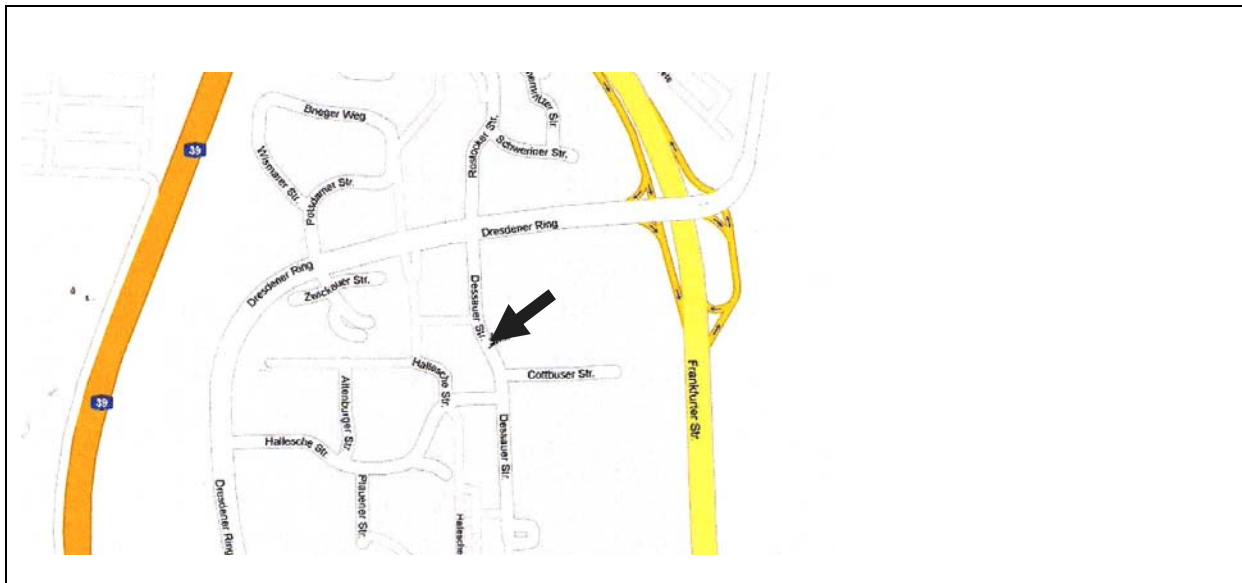 Brieger Weg
Rostocker Str.
Schweriner Str.
39
Wismarer Str.
Potsdamer Str.
Dresdener Ring
Dresdener Ring
Zwickauer Str.
Dessauer Str.
Hallesche Str.
Cottbuser Str.
Frankfurter Str.
Altenburger Str.
39
Hallesche Str.
Dessauer Str.
Plauener Str.
Dresdener Ring
Hallesche